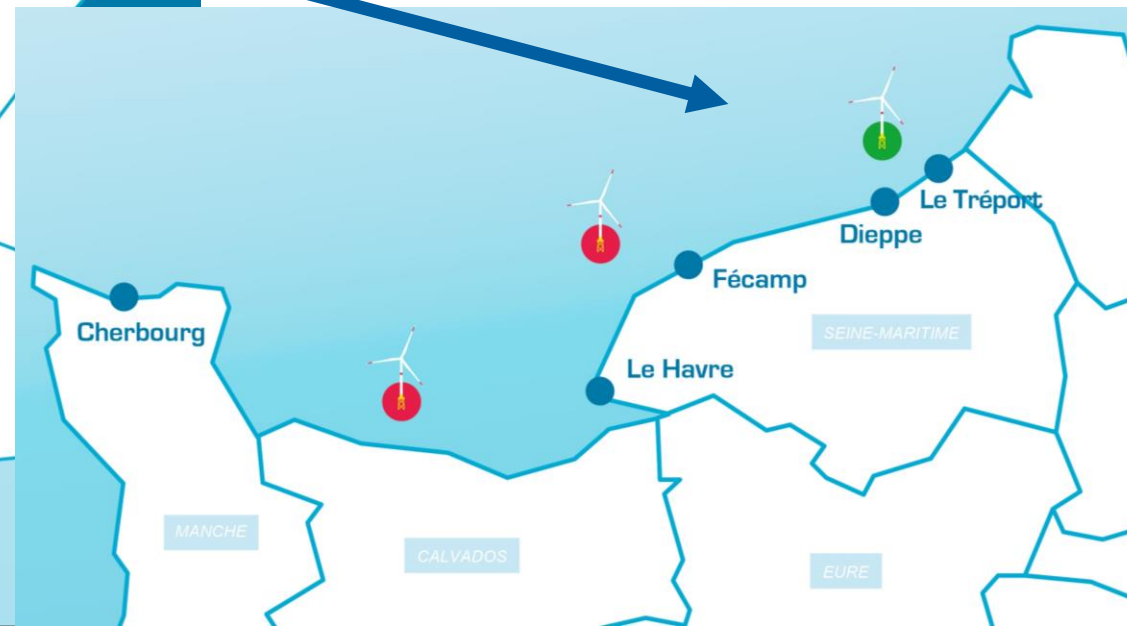 Le Tréport
Dieppe
Fécamp
Cherbourg
SEINE-MARITIME
Le Havre
MANCHE
CALVADOS
EURE